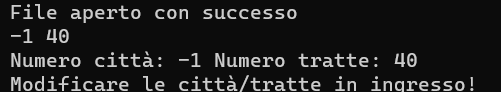 File aperto con successo
-1 40
Numero città: -1 Numero tratte: 40
Modificare le città/tratte in ingresso!